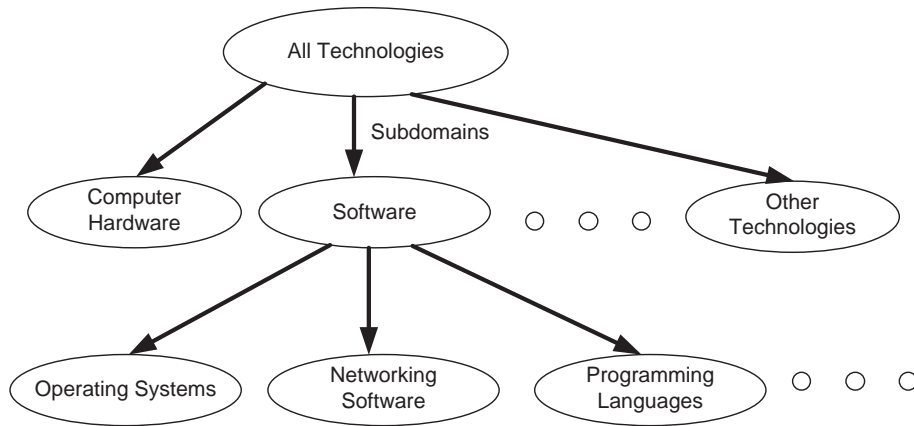 All Technologies
Subdomains
Computer
Hardware
Software
Other
Technologies
Operating Systems
Networking
Software
Programming
Languages